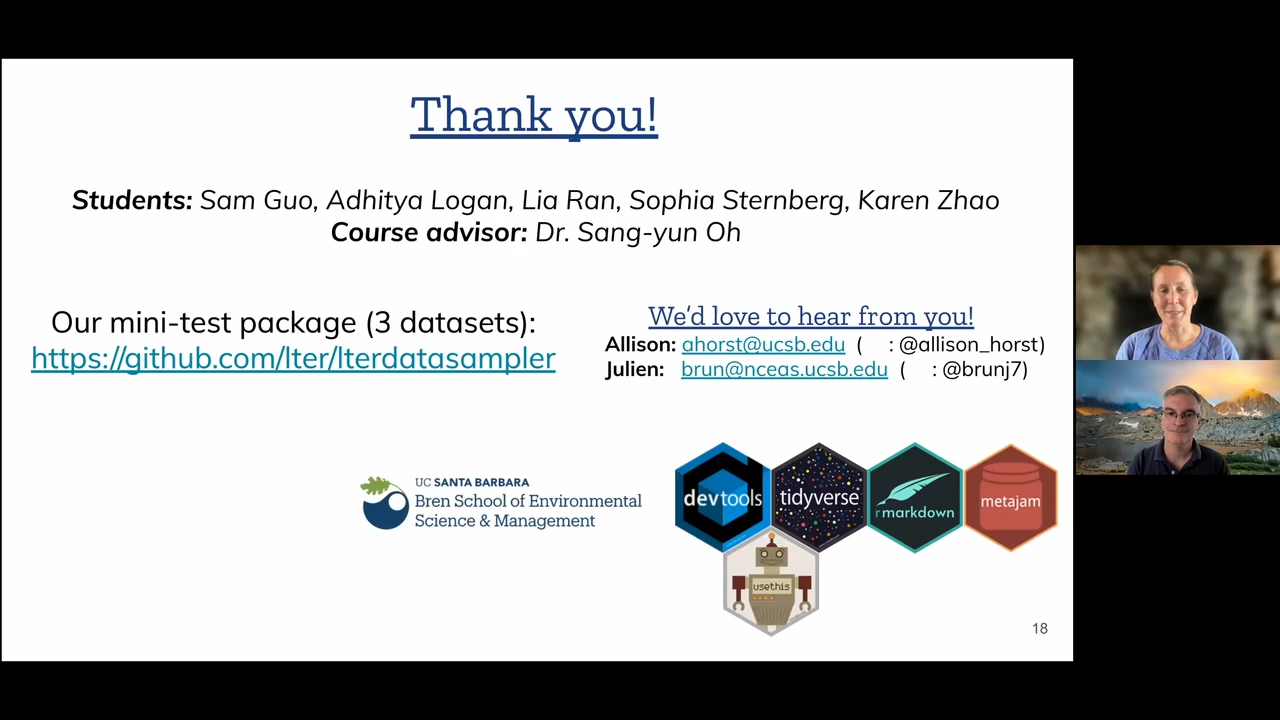 Thank you!
Students: Sam Guo, Adhitya Logan, Lia Ran, Sophia Sternberg, Karen Zhao
Course advisor: Dr. Sang-yun Oh
Our mini-test package (3 datasets):
https://github.com/lter/lterdatasampler
We'd love to hear from you!
Allison: ahorst@ucsb.edu ( : @allison_horst)
Julien: brun@nceas.ucsb.edu ( : @brunj7)
UC SANTA BARBARA
Bren School of Environmental
Science & Management
devtools
tidyverse
rmarkdown
metajam
usethis
18